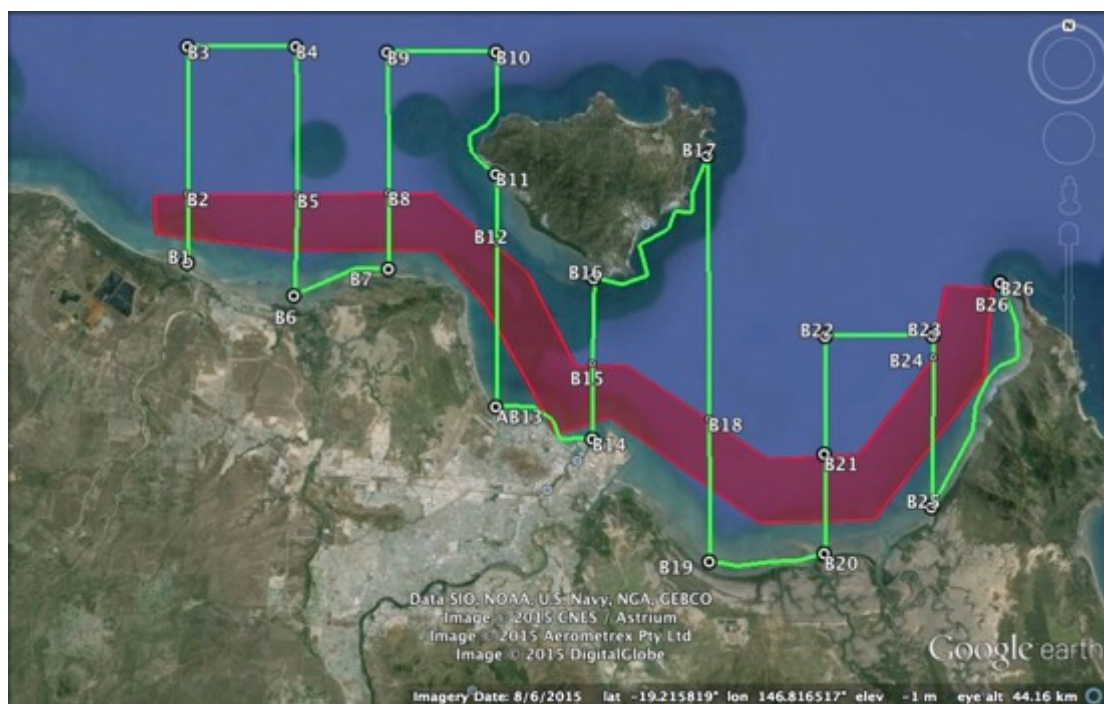 N
B3
B4
B9
B10
B17
B11
B2
B5
B8
B12
B1
B7
B16
B6
B26
B26
B22
B23
B24
B15
AB13
B18
B14
B21
B25
B19
B20
Data SIO, NOAA, U.S. Navy, NGA, GEBCO
Image © 2015 CNES / Astrium
Image © 2015 Aerometrex Pty Ltd
Image © 2015 DigitalGlobe
Google earth
Imagery Date: 8/6/2015 lat -19.215819° lon 146.816517° elev -1 m eye alt 44.16 km